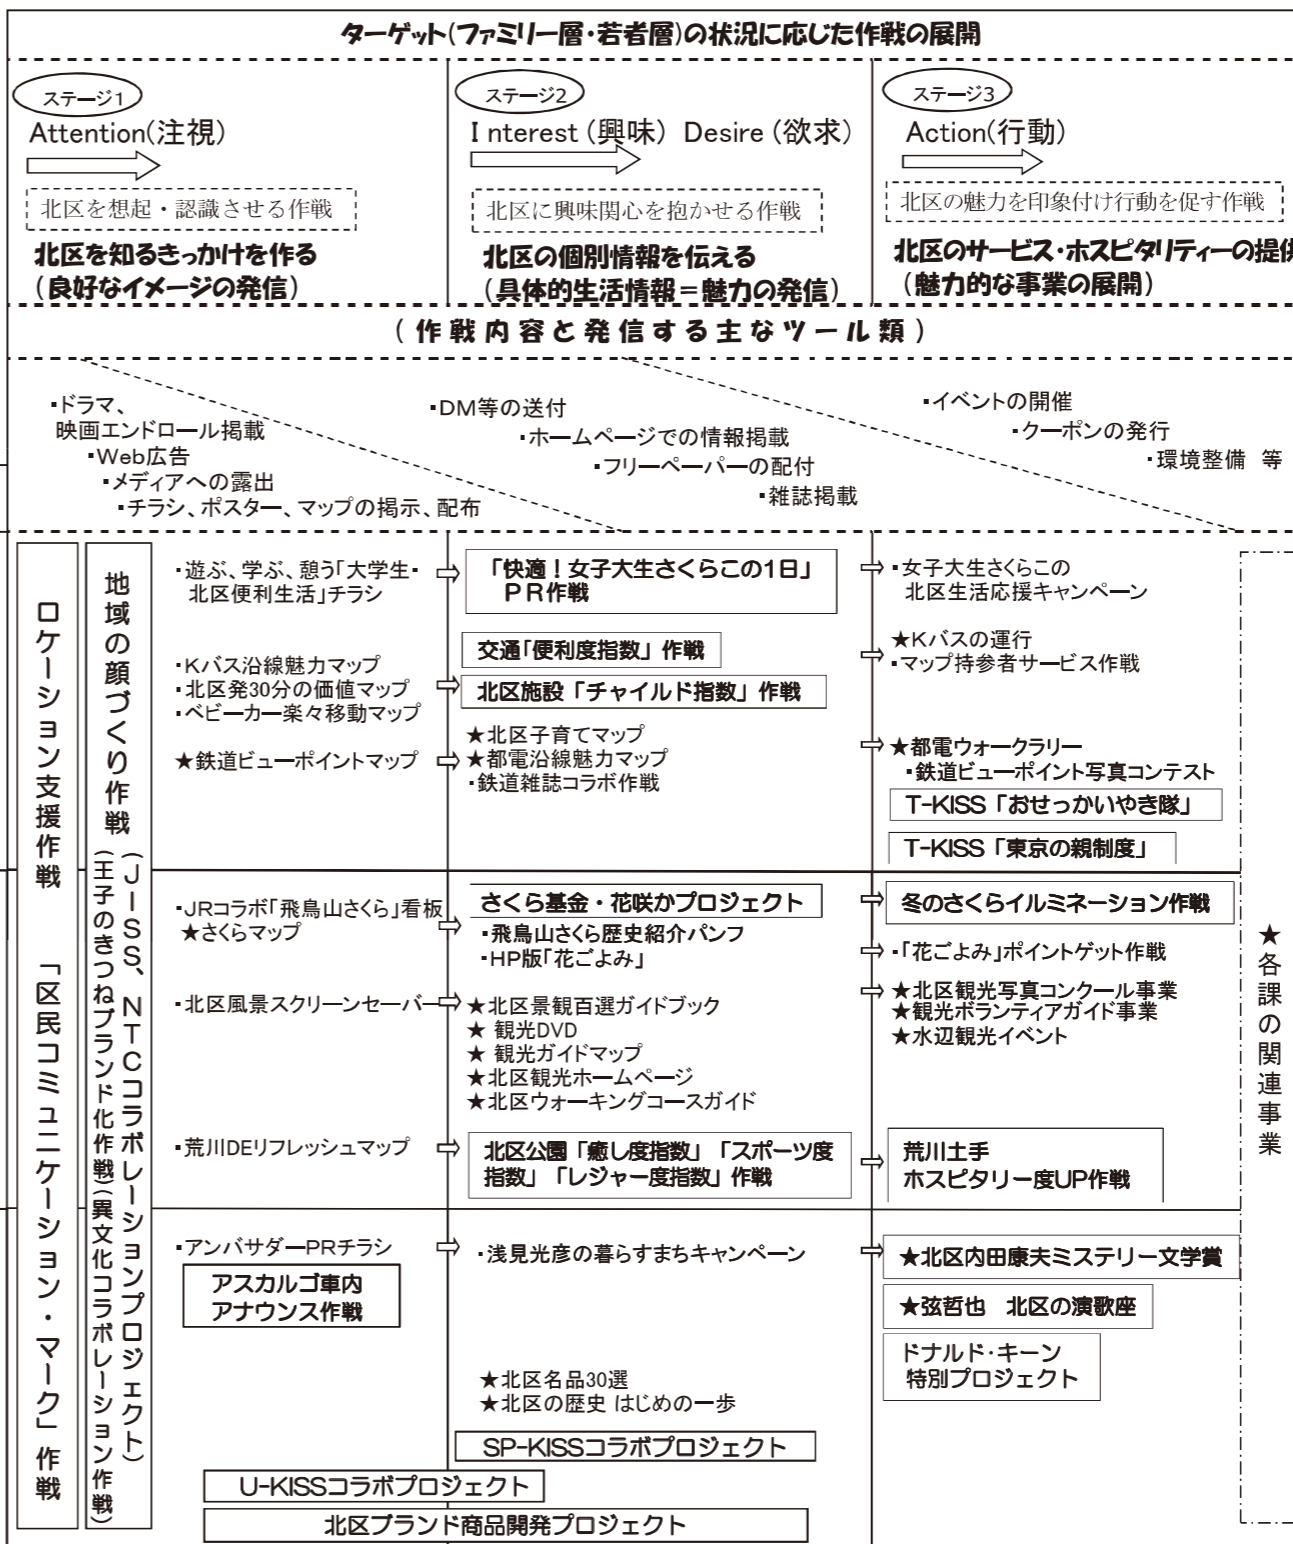 ターゲット(ファミリー層・若者層)の状況に応じた作戦の展開
ステージ1
Attention(注視)
北区を想起・認識させる作戦
北区を知るきっかけを作る
(良好なイメージの発信)
ステージ2
Interest(興味) Desire(欲求)
北区に興味関心を抱かせる作戦
北区の個別情報を伝える
(具体的生活情報=魅力の発信)
ステージ3
Action(行動)
北区の魅力を印象付け行動を促す作戦
北区のサービス・ホスピタリティーの提供
(魅力的な事業の展開)
(作戦内容と発信する主なツール類)
・ドラマ、
映画エンドロール掲載
・Web広告
・メディアへの露出
・チラシ、ポスター、マップの掲示、配布
・DM等の送付
・ホームページでの情報掲載
・フリーペーパーの配付
・雑誌掲載
・イベントの開催
・クーポンの発行
・環境整備 等
ロケーション支援作戦 「区民コミュニケーション・マーク」作戦
地域の顔づくり作戦
(JISS、NTCコラボレーションプロジェクト)
(王子のきつねブランド化作戦)(異文化コラボレーション作戦)
・遊ぶ、学ぶ、憩う「大学生・
北区便利生活」チラシ
「快適!女子大生さくらこの1日」
PR作戦
・女子大生さくらこの
北区生活応援キャンペーン
・Kバス沿線魅力マップ
・北区発30分の価値マップ
・ベビーカー楽々移動マップ
交通「便利度指数」作戦
北区施設「チャイルド指数」作戦
★Kバスの運行
・マップ持参者サービス作戦
★鉄道ビューポイントマップ
★北区子育てマップ
★都電沿線魅力マップ
・鉄道雑誌コラボ作戦
★都電ウォークラリー
・鉄道ビューポイント写真コンテスト
T-KISS「おせっかいやき隊」
T-KISS「東京の親制度」
・JRコラボ「飛鳥山さくら」看板
★さくらマップ
さくら基金・花咲かプロジェクト
・飛鳥山さくら歴史紹介パンフ
・HP版「花ごよみ」
冬のさくらイルミネーション作戦
・「花ごよみ」ポイントゲット作戦
・北区風景スクリーンセーバー
★北区景観百選ガイドブック
★ 観光DVD
★ 観光ガイドマップ
★北区観光ホームページ
★北区ウォーキングコースガイド
★北区観光写真コンクール事業
★観光ボランティアガイド事業
★水辺観光イベント
・荒川DEリフレッシュマップ
北区公園「癒し度指数」「スポーツ度
指数」「レジャー度指数」作戦
荒川土手
ホスピタリー度UP作戦
・アンバサダーPRチラシ
アスカルゴ車内
アナウンス作戦
・浅見光彦の暮らすまちキャンペーン
★北区内田康夫ミステリー文学賞
★弦哲也 北区の演歌座
ドナルド・キーン
特別プロジェクト
★北区名品30選
★北区の歴史 はじめの一歩
SP-KISSコラボプロジェクト
U-KISSコラボプロジェクト
北区ブランド商品開発プロジェクト
★各課の関連事業